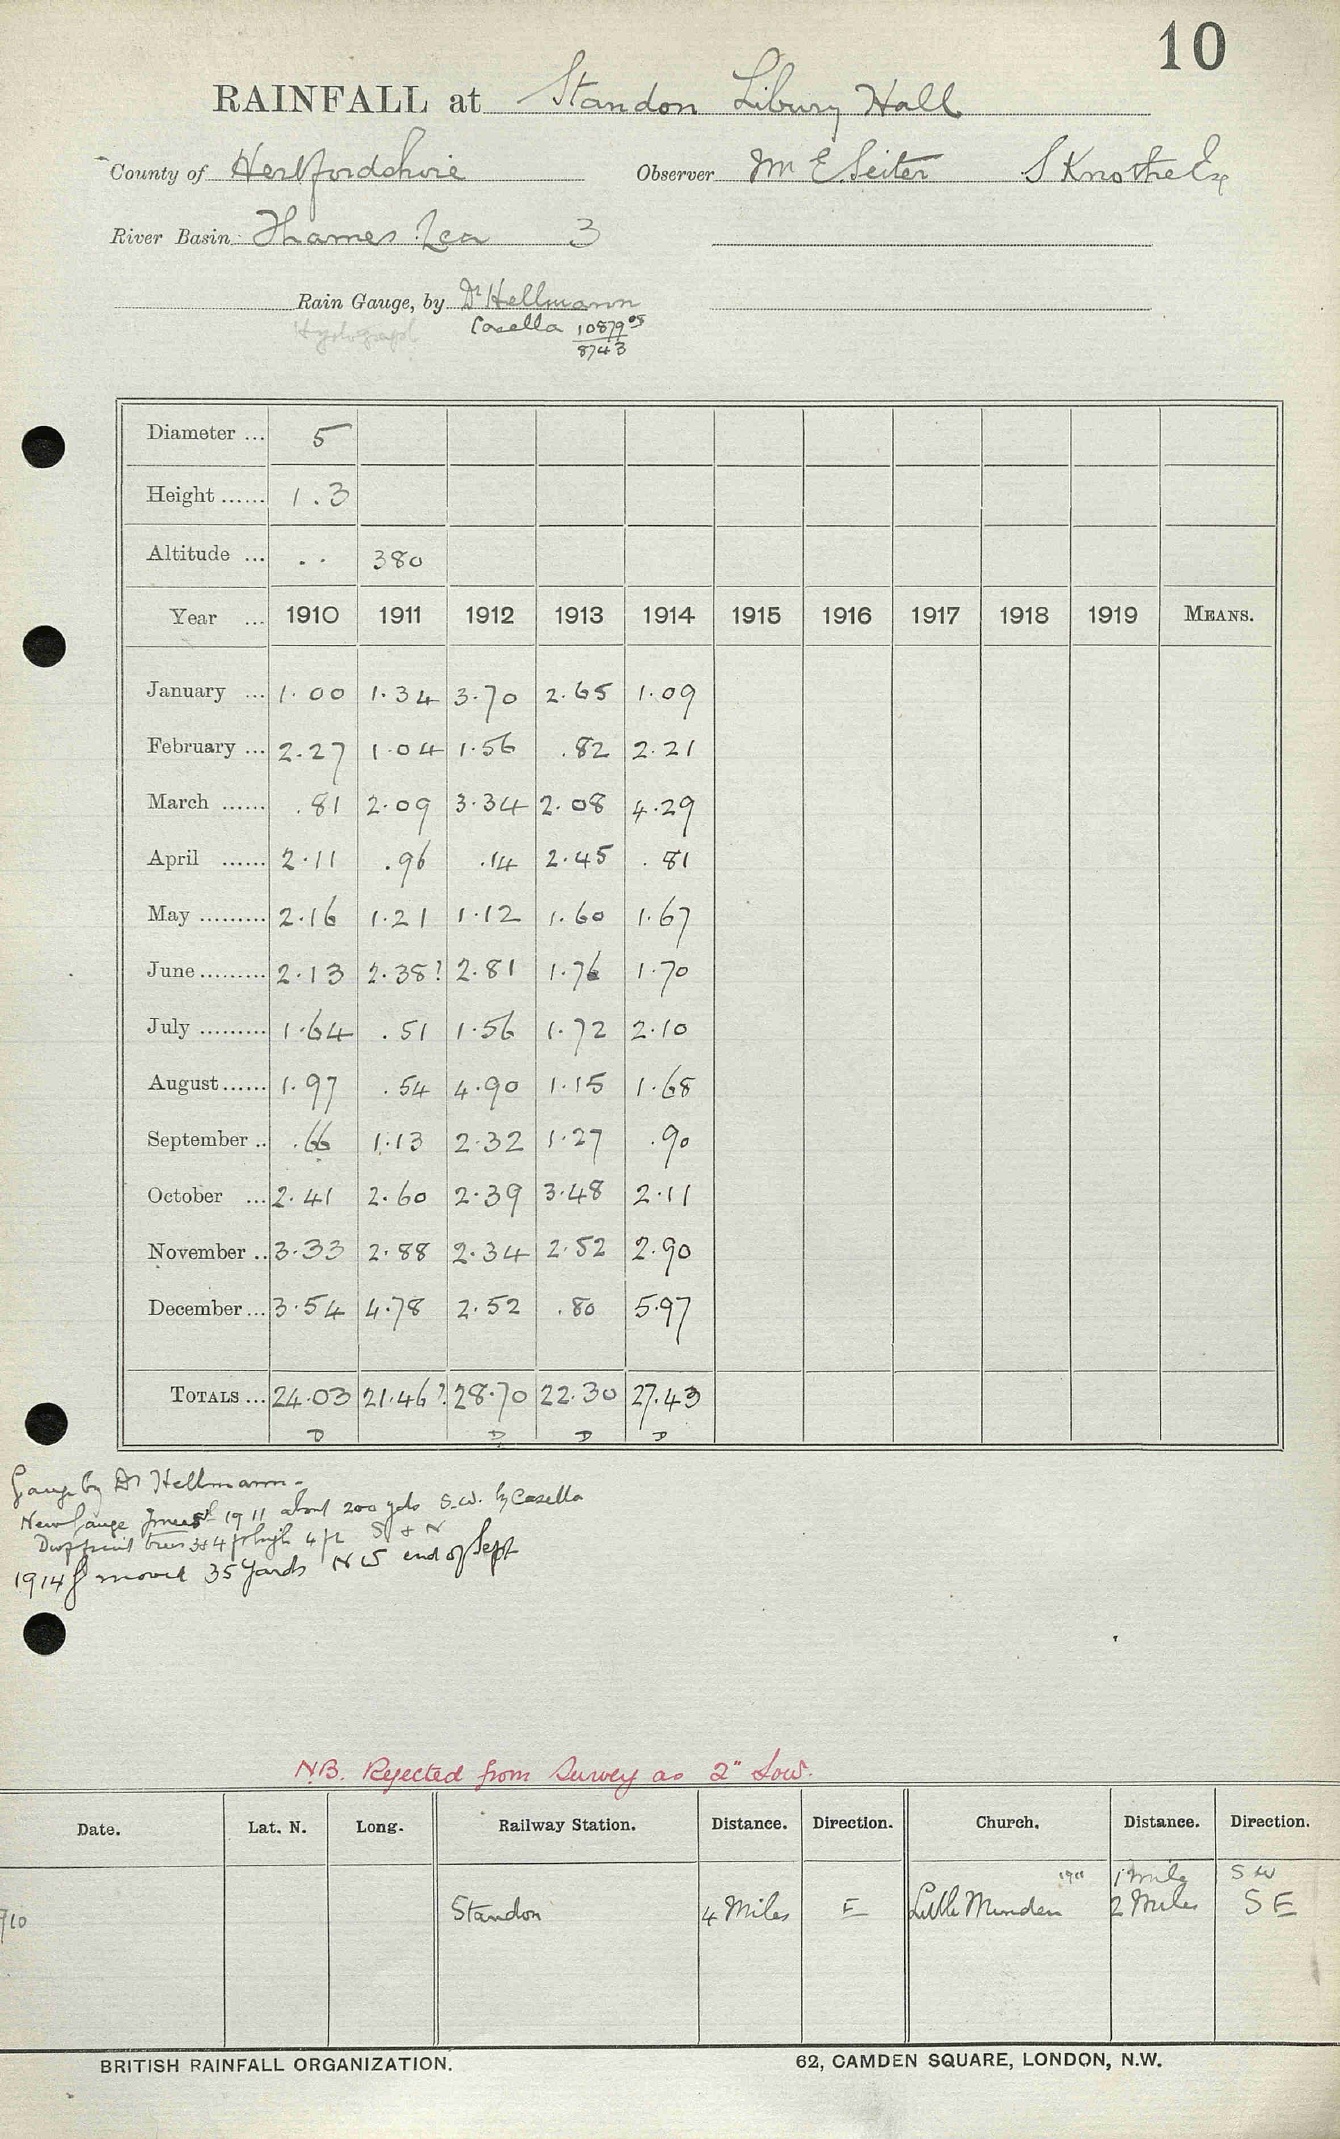 10
RAINFALL at Standon Libury Hall
County of Hertfordshire Observer Mr E Seiter S Knothe Esq
River Basin Thames Lea 3
Rain Gauge, by Dr Hellmann
Hyetograph Casella 10879 08
8743
Diameter ... 5
Height ...... 1.3
Altitude ... .. 380
Year ... 1910 1911 1912 1913 1914 1915 1916 1917 1918 1919 MEANS.
January ... 1.00 1.34 3.70 2.65 1.09
February ... 2.27 1.04 1.56 .82 2.21
March ...... .81 2.09 3.34 2.08 4.29
April ...... 2.11 .96 .14 2.45 .81
May ......... 2.16 1.21 1.12 1.60 1.67
June ......... 2.13 2.38? 2.81 1.76 1.70
July ......... 1.64 .51 1.56 1.72 2.10
August ...... 1.97 .54 4.90 1.15 1.68
September .. .66 1.13 2.32 1.27 .90
October ... 2.41 2.60 2.39 3.48 2.11
November .. 3.33 2.88 2.34 2.52 2.90
December ... 3.54 4.78 2.52 .80 5.97
TOTALS ... 24.03 21.46? 28.70 22.30 27.43
D D D D
Gauge by Dr Hellmann -
New Gauge 1911 about 200 yds S.W. by Casella
trees 3 & 4 ft high 4 ft S & N
1914 moved 35 yards NW end of Sept
N.B. Rejected from Survey as 2" Low.
Date. Lat. N. Long. Railway Station. Distance. Direction. Church. Distance. Direction.
1911 1 mile SW
/10 Standon 4 Miles E Little Munden 2 Miles SE
BRITISH RAINFALL ORGANIZATION. 62, CAMDEN SQUARE, LONDON, N.W.